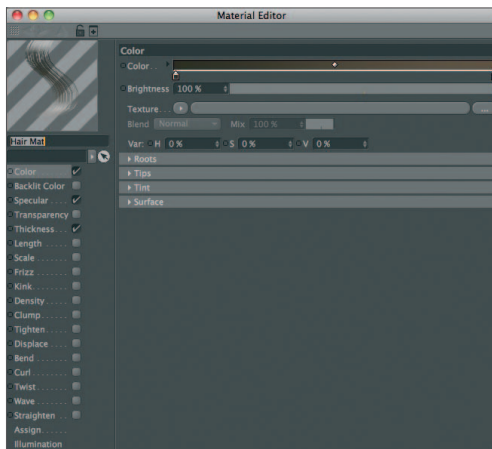 Material Editor
Color
Color . .
Brightness 100 %
Texture . . .
...
Blend Normal Mix 100 %
Hair Mat
Var: H 0 % S 0 % V 0 %
Roots
Tips
Tint
Surface
Color . . . . . .
Backlit Color
Specular . . . .
Transparency
Thickness . . .
Length . . . . .
Scale . . . . . . .
Frizz . . . . . . .
Kink . . . . . . . .
Density . . . . .
Clump . . . . . .
Tighten . . . . .
Displace . . . .
Bend . . . . . . .
Curl . . . . . . . .
Twist . . . . . . .
Wave . . . . . . .
Straighten . .
Assign . . . . . .
Illumination